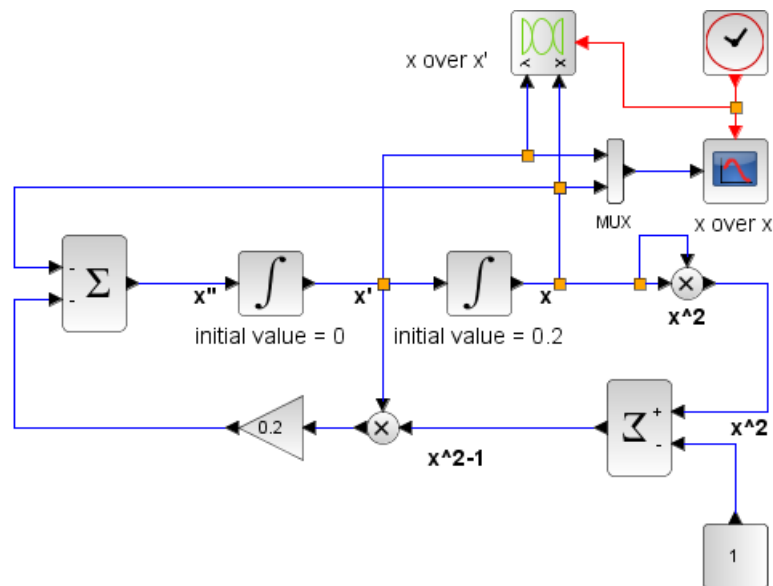 x over x'
Y X
MUX
x over x
-
-
Σ
x"
∫
x'
∫
x
×
x^2
initial value = 0
initial value = 0.2
0.2
×
x^2-1
Σ
+
-
x^2
1